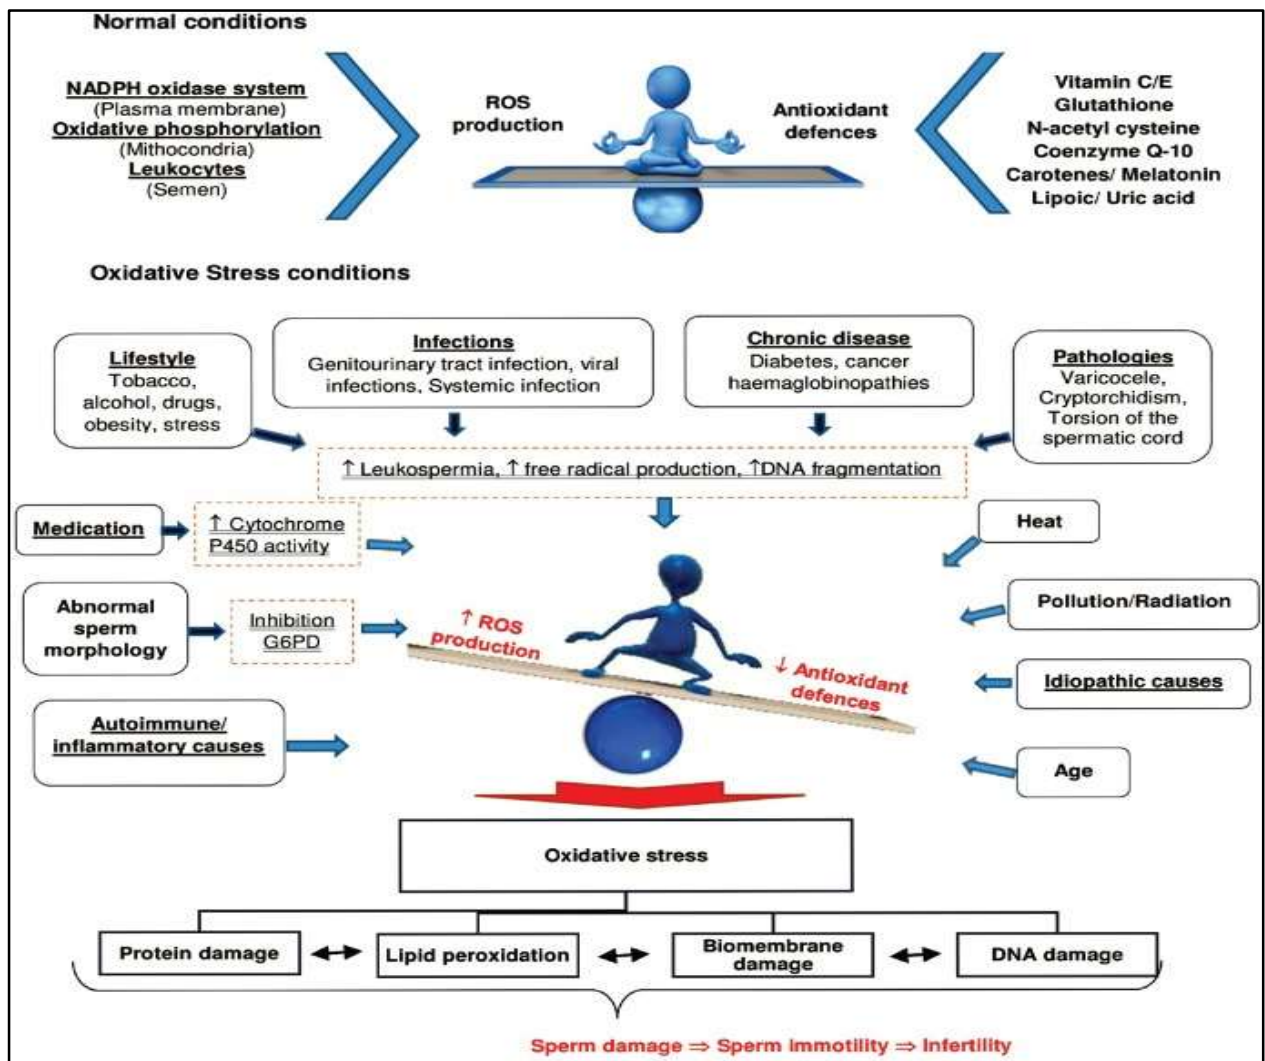 Normal conditions
NADPH oxidase system
(Plasma membrane)
Oxidative phosphorylation
(Mithocondria)
Leukocytes
(Semen)
ROS
production
Antioxidant
defences
Vitamin C/E
Glutathione
N-acetyl cysteine
Coenzyme Q-10
Carotenes/ Melatonin
Lipoic/ Uric acid
Oxidative Stress conditions
Lifestyle
Tobacco,
alcohol, drugs,
obesity, stress
Infections
Genitourinary tract infection, viral
infections, Systemic infection
Chronic disease
Diabetes, cancer
haemaglobinopathies
Pathologies
Varicocele,
Cryptorchidism,
Torsion of the
spermatic cord
↑ Leukospermia, ↑ free radical production, ↑DNA fragmentation
Medication
↑ Cytochrome
P450 activity
Heat
Abnormal
sperm
morphology
Inhibition
G6PD
↑ ROS
production
↓ Antioxidant
defences
Pollution/Radiation
Idiopathic causes
Autoimmune/
inflammatory causes
Age
Oxidative stress
Protein damage
Lipid peroxidation
Biomembrane
damage
DNA damage
Sperm damage ⇒ Sperm immotility ⇒ Infertility